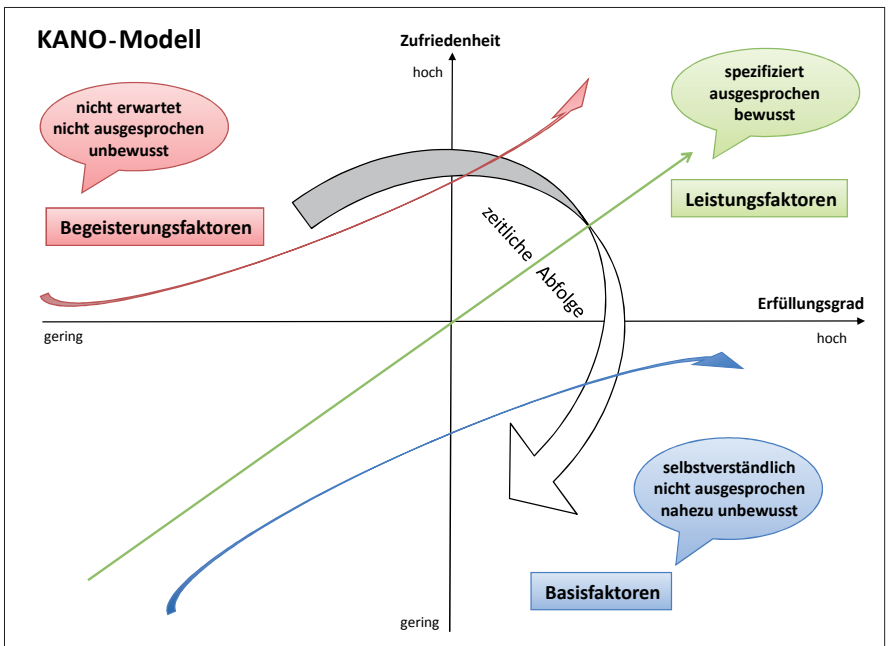 KANO-Modell
Zufriedenheit
hoch
nicht erwartet
nicht ausgesprochen
unbewusst
spezifiziert
ausgesprochen
bewusst
Begeisterungsfaktoren
Leistungsfaktoren
zeitliche Abfolge
Erfüllungsgrad
gering
hoch
selbstverständlich
nicht ausgesprochen
nahezu unbewusst
Basisfaktoren
gering